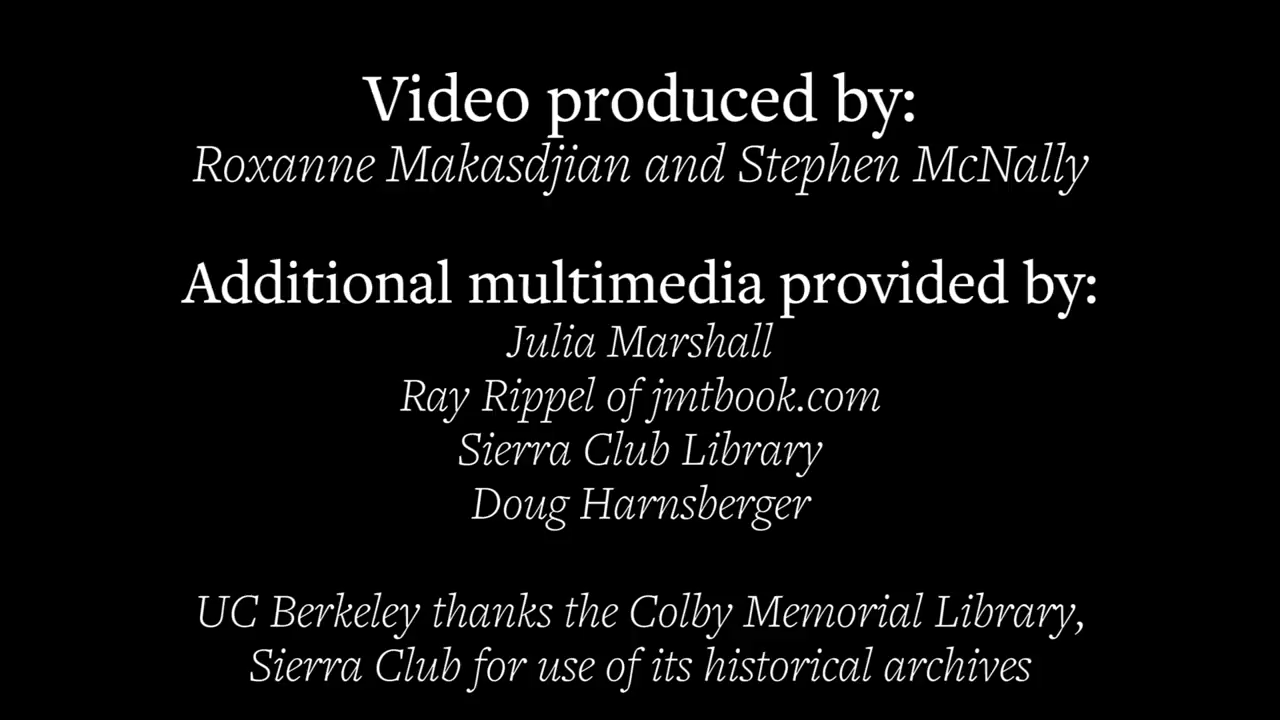 Video produced by:
Roxanne Makasdjian and Stephen McNally
Additional multimedia provided by:
Julia Marshall
Ray Rippel of jmtbook.com
Sierra Club Library
Doug Harnsberger
UC Berkeley thanks the Colby Memorial Library,
Sierra Club for use of its historical archives